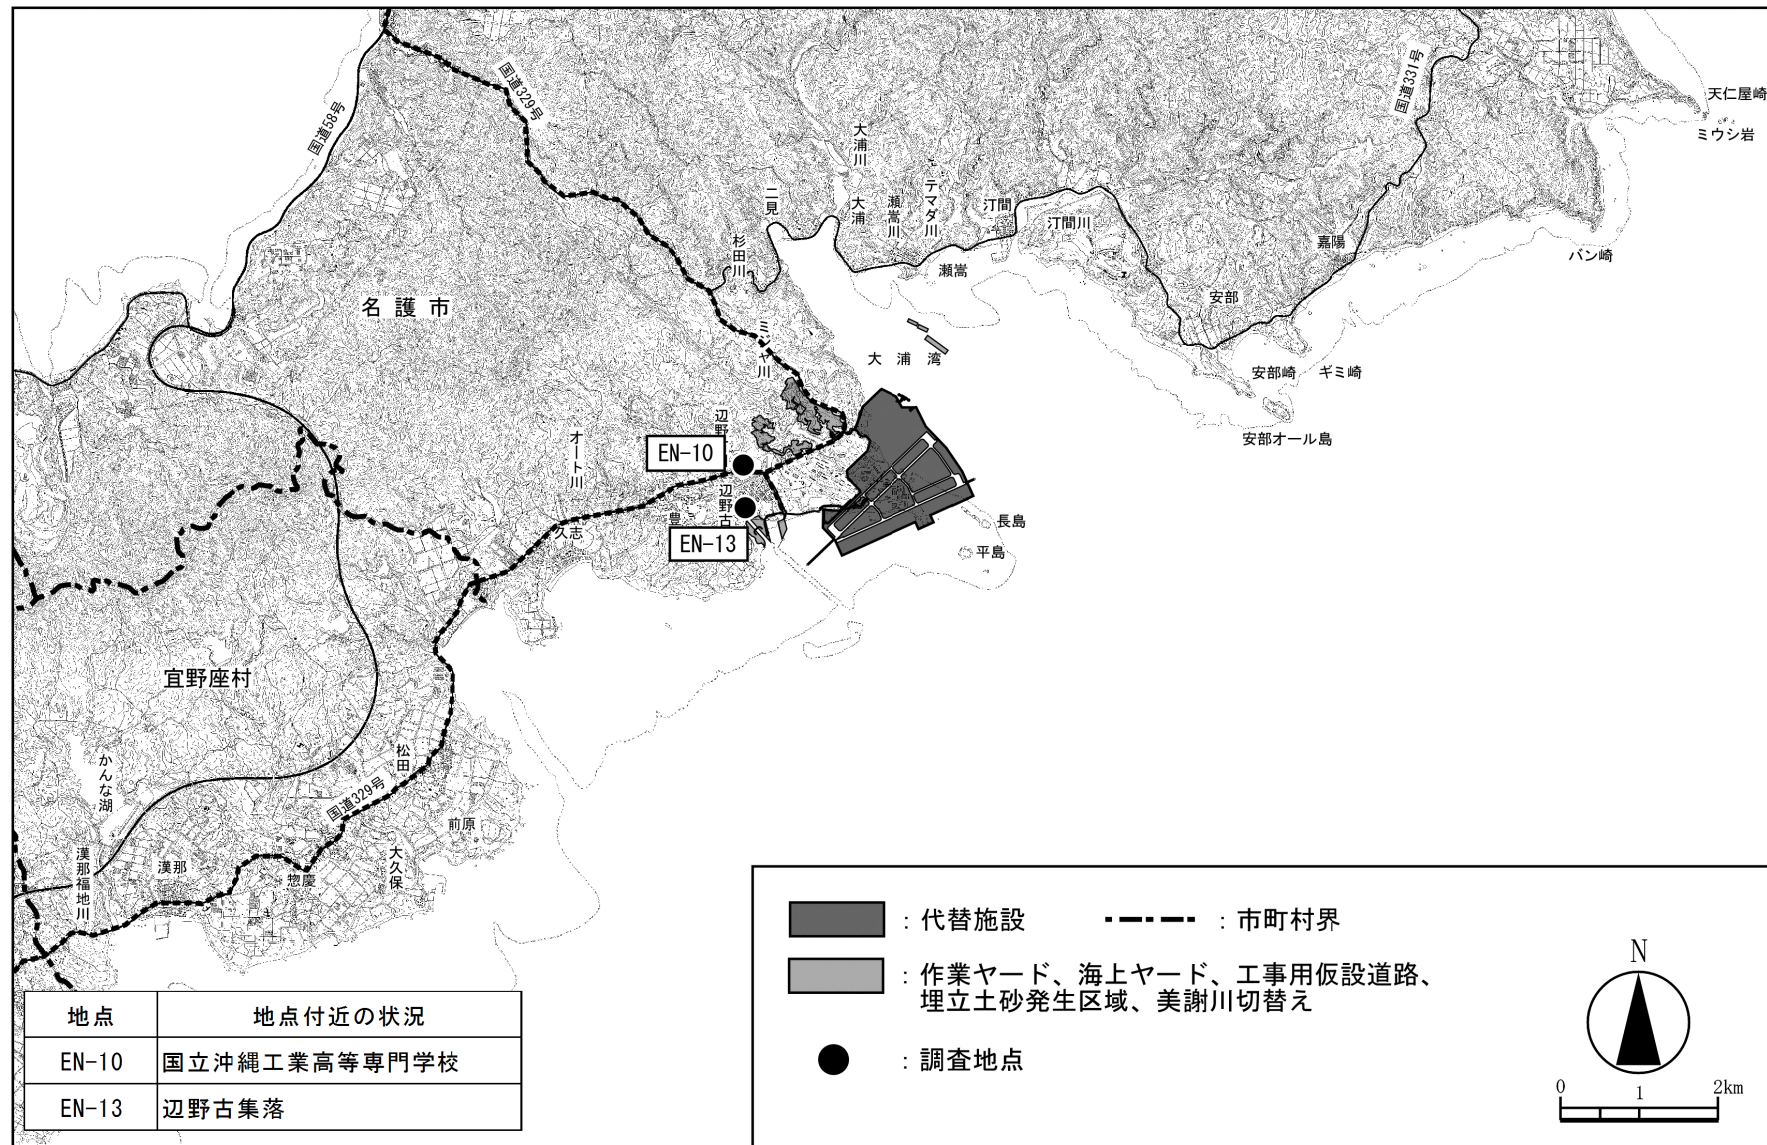 国道58号
国道329号
国道331号
天仁屋崎
ミウシ岩
バン崎
大浦川
大浦
瀬嵩川
テマダ川
汀間
汀間川
二見
杉田川
瀬嵩
嘉陽
安部
名護市
大浦湾
安部崎
ギミ崎
安部オール島
オート川
辺野
EN-10
辺野古
豊
久志
EN-13
長島
平島
宜野座村
かんな湖
松田
国道329号
前原
大久保
漢那福地川
漢那
惣慶
地点 地点付近の状況
EN-10 国立沖縄工業高等専門学校
EN-13 辺野古集落
：代替施設 ：市町村界
：作業ヤード、海上ヤード、工事用仮設道路、
埋立土砂発生区域、美謝川切替え
：調査地点
N
0 1 2km